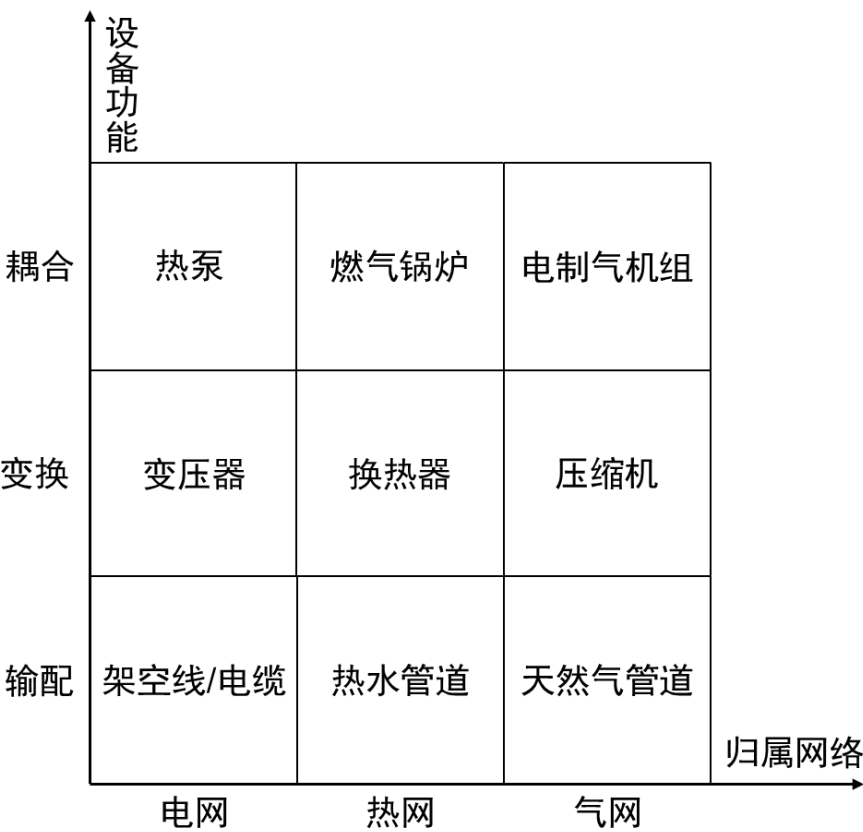 设备功能
耦合
热泵
燃气锅炉
电制气机组
变换
变压器
换热器
压缩机
输配
架空线/电缆
热水管道
天然气管道
归属网络
电网
热网
气网